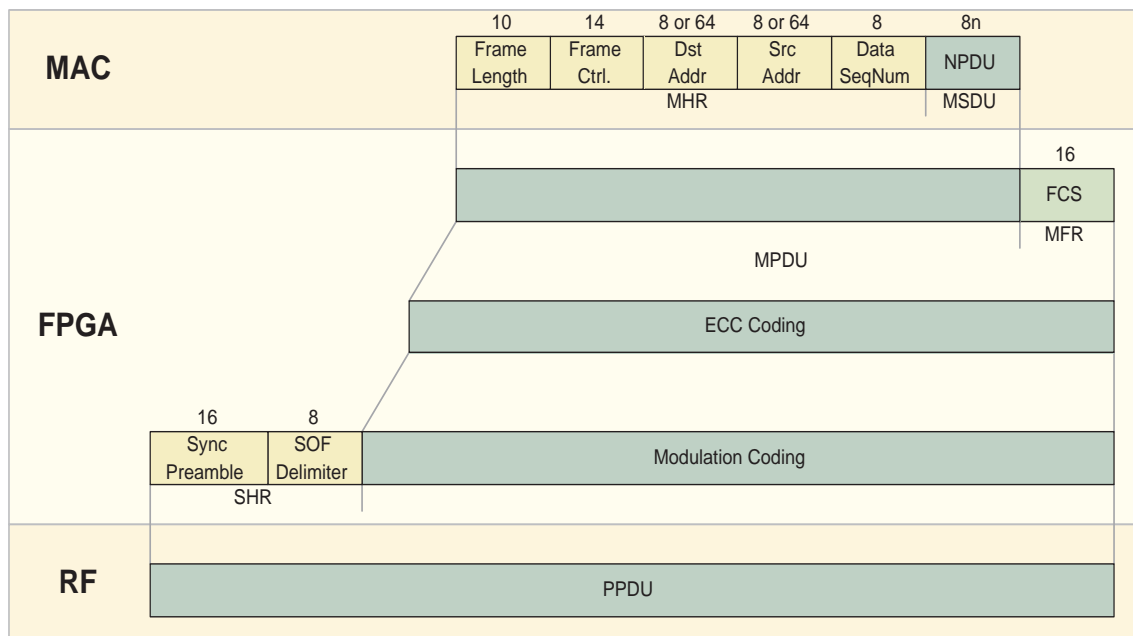 10 14 8 or 64 8 or 64 8 8n
MAC
Frame Length
Frame Ctrl.
Dst Addr
Src Addr
Data SeqNum
NPDU
MHR MSDU
16
FCS
MFR
MPDU
FPGA
ECC Coding
16 8
Sync Preamble
SOF Delimiter
Modulation Coding
SHR
RF
PPDU